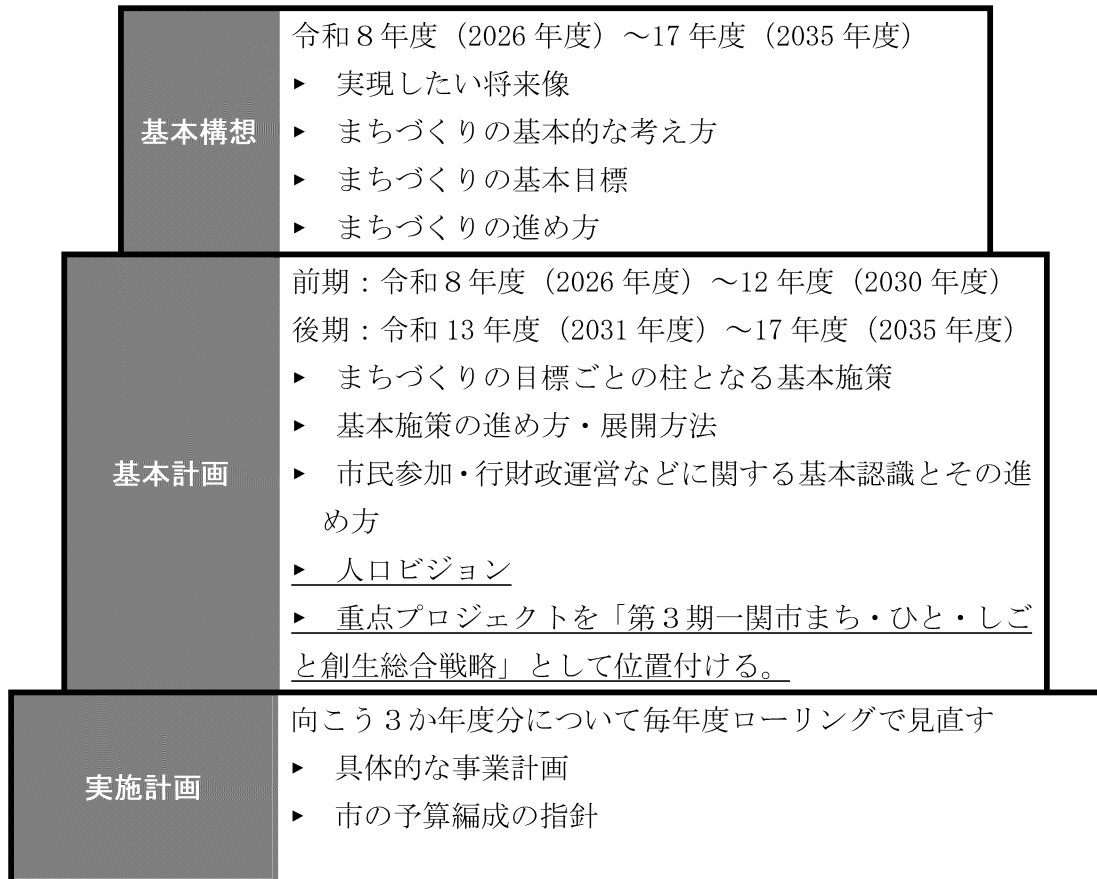 基本構想
令和８年度（2026 年度）～17 年度（2035 年度）
▸ 実現したい将来像
▸ まちづくりの基本的な考え方
▸ まちづくりの基本目標
▸ まちづくりの進め方
基本計画
前期：令和８年度（2026 年度）～12 年度（2030 年度）
後期：令和 13 年度（2031 年度）～17 年度（2035 年度）
▸ まちづくりの目標ごとの柱となる基本施策
▸ 基本施策の進め方・展開方法
▸ 市民参加・行財政運営などに関する基本認識とその進
め方
▸ 人口ビジョン
▸ 重点プロジェクトを「第３期一関市まち・ひと・しご
と創生総合戦略」として位置付ける。
実施計画
向こう３か年度分について毎年度ローリングで見直す
▸ 具体的な事業計画
▸ 市の予算編成の指針